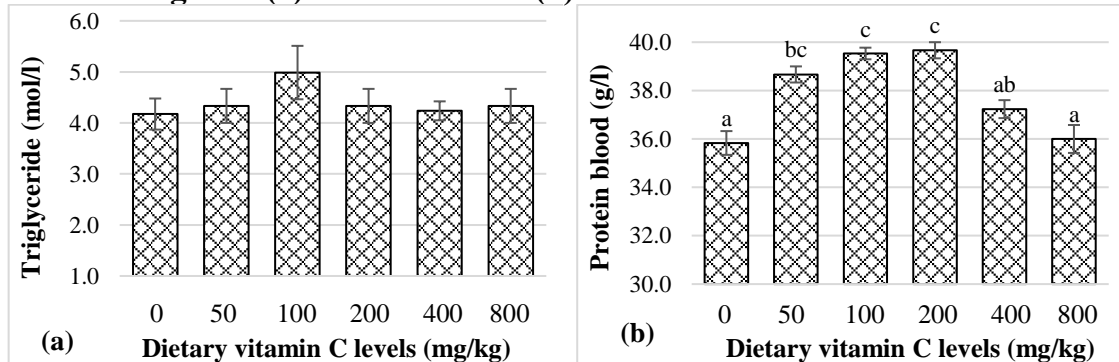 6.0
5.0
4.0
3.0
2.0
1.0
Triglyceride (mol/l)
0 50 100 200 400 800
(a)
Dietary vitamin C levels (mg/kg)
40.0
38.0
36.0
34.0
32.0
30.0
Protein blood (g/l)
a bc c c ab a
0 50 100 200 400 800
(b)
Dietary vitamin C levels (mg/kg)